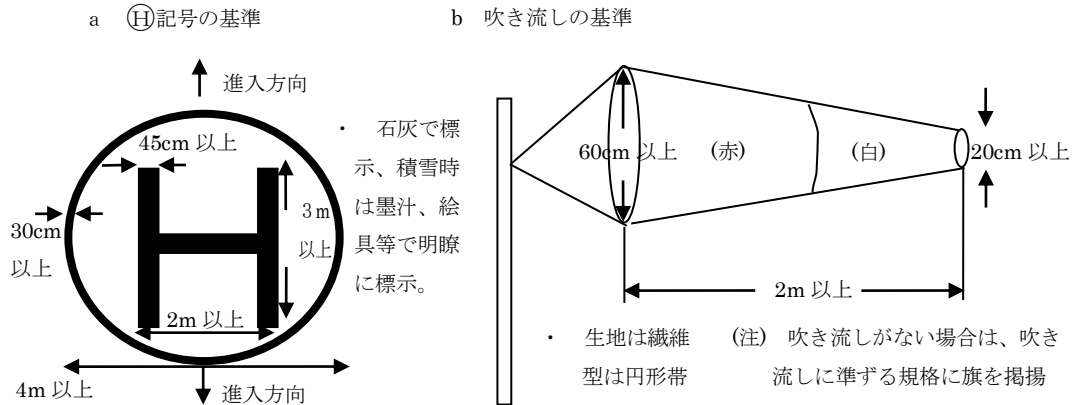 a　Ⓗ記号の基準
進入方向
45cm 以上
30cm
以上
3m
以上
2m 以上
4m 以上
進入方向
・　石灰で標
示、積雪時
は墨汁、絵
具等で明瞭
に標示。
b　吹き流しの基準
60cm 以上
(赤)
(白)
20cm 以上
2m 以上
・　生地は繊維
型は円形帯
(注)　吹き流しがない場合は、吹き
流しに準ずる規格に旗を掲揚